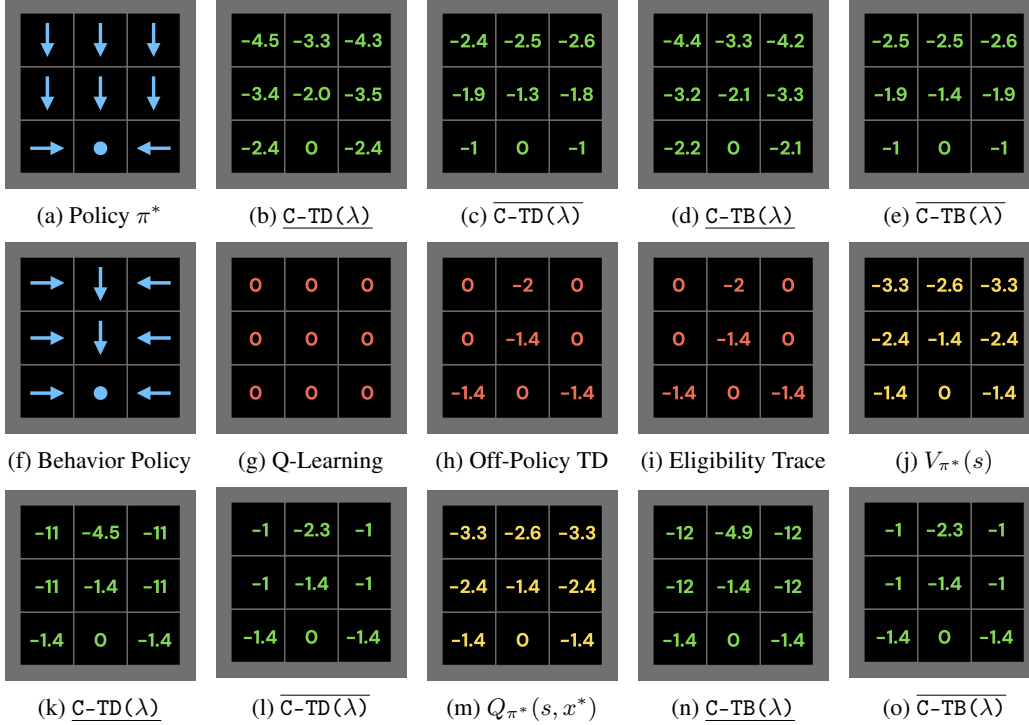 -4.5 -3.3 -4.3 -2.4 -2.5 -2.6 -4.4 -3.3 -4.2 -2.5 -2.5 -2.6
-3.4 -2.0 -3.5 -1.9 -1.3 -1.8 -3.2 -2.1 -3.3 -1.9 -1.4 -1.9
-2.4 0 -2.4 -1 0 -1 -2.2 0 -2.1 -1 0 -1
(a) Policy π* (b) C-TD(λ) (c) C-TD(λ) (d) C-TB(λ) (e) C-TB(λ)
0 0 0 0 -2 0 0 -2 0 -3.3 -2.6 -3.3
0 0 0 0 -1.4 0 0 -1.4 0 -2.4 -1.4 -2.4
0 0 0 -1.4 0 -1.4 -1.4 0 -1.4 -1.4 0 -1.4
(f) Behavior Policy (g) Q-Learning (h) Off-Policy TD (i) Eligibility Trace (j) Vπ*(s)
-11 -4.5 -11 -1 -2.3 -1 -3.3 -2.6 -3.3 -12 -4.9 -12 -1 -2.3 -1
-11 -1.4 -11 -1 -1.4 -1 -2.4 -1.4 -2.4 -12 -1.4 -12 -1 -1.4 -1
-1.4 0 -1.4 -1.4 0 -1.4 -1.4 0 -1.4 -1.4 0 -1.4 -1.4 0 -1.4
(k) C-TD(λ) (l) C-TD(λ) (m) Qπ*(s, x*) (n) C-TB(λ) (o) C-TB(λ)